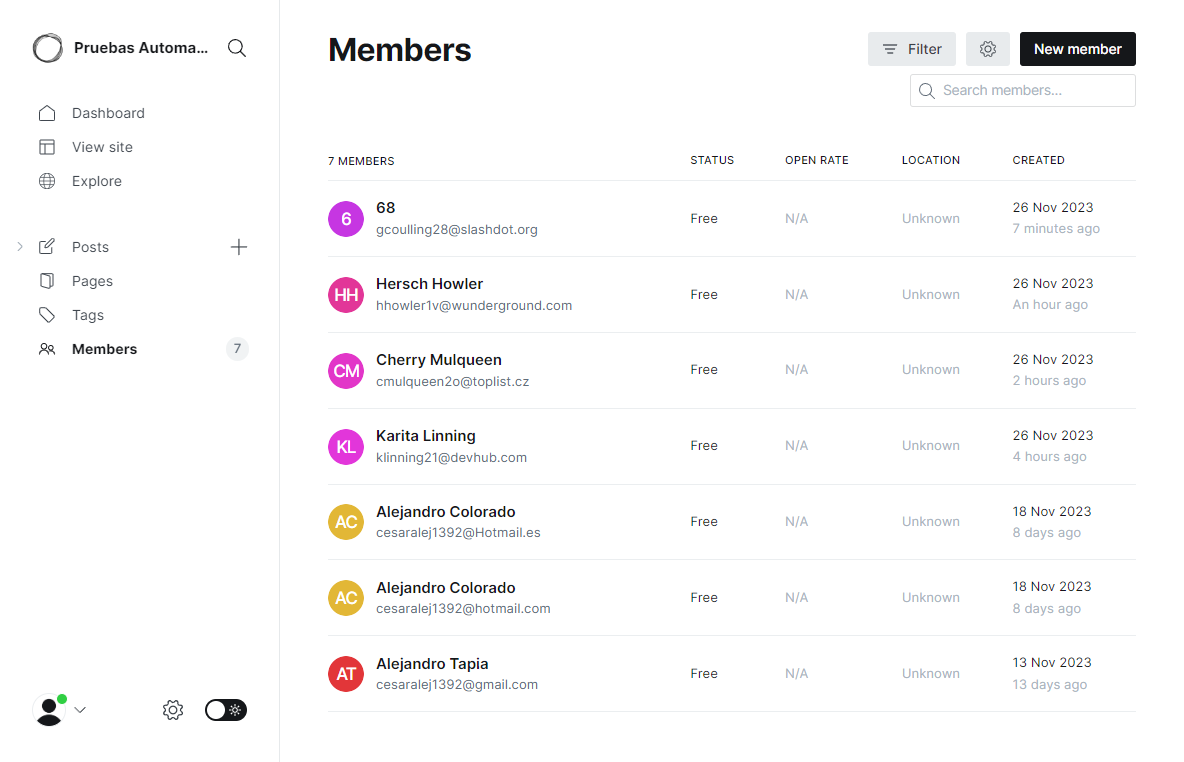 Pruebas Automa...
Dashboard
View site
Explore
Posts
Pages
Tags
Members
7
Members
Filter
New member
Search members...
7 MEMBERS STATUS OPEN RATE LOCATION CREATED
6 68 gcoulling28@slashdot.org Free N/A Unknown 26 Nov 2023 7 minutes ago
HH Hersch Howler hhowler1v@wunderground.com Free N/A Unknown 26 Nov 2023 An hour ago
CM Cherry Mulqueen cmulqueen2o@toplist.cz Free N/A Unknown 26 Nov 2023 2 hours ago
KL Karita Linning klinning21@devhub.com Free N/A Unknown 26 Nov 2023 4 hours ago
AC Alejandro Colorado cesaralej1392@Hotmail.es Free N/A Unknown 18 Nov 2023 8 days ago
AC Alejandro Colorado cesaralej1392@hotmail.com Free N/A Unknown 18 Nov 2023 8 days ago
AT Alejandro Tapia cesaralej1392@gmail.com Free N/A Unknown 13 Nov 2023 13 days ago